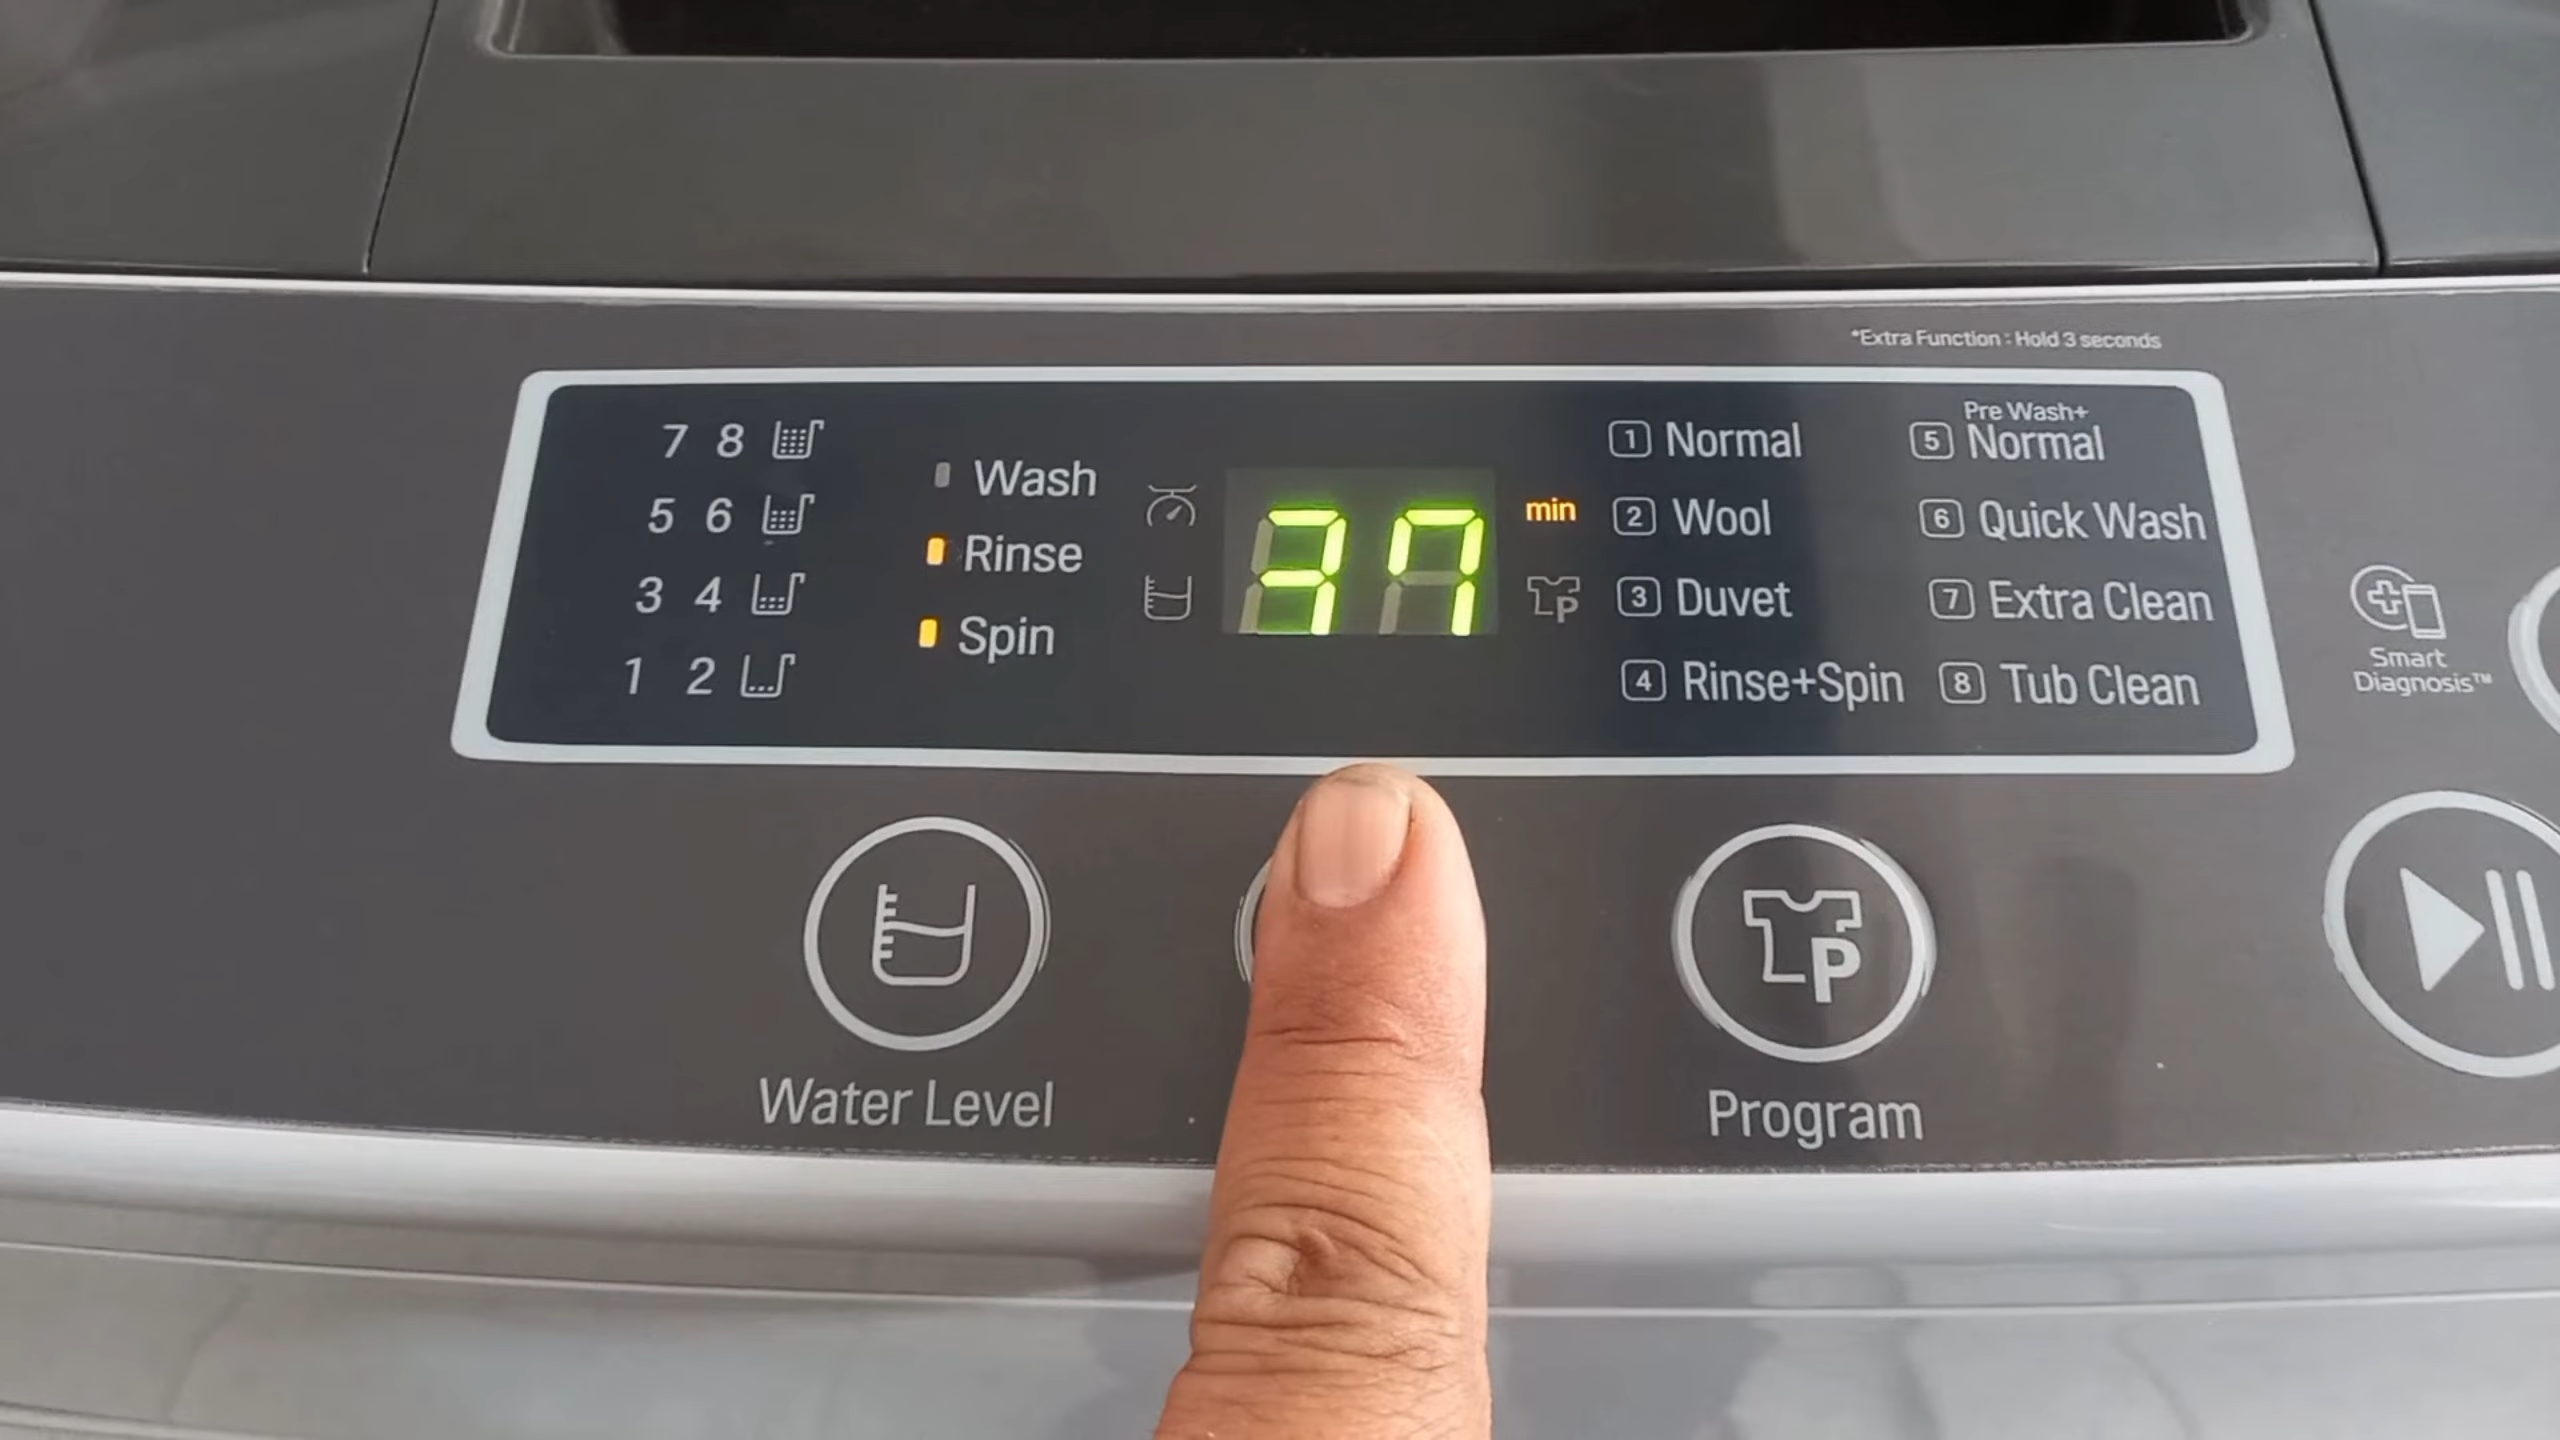 *Extra Function : Hold 3 seconds
7 8
5 6
3 4
1 2
Wash
Rinse
Spin
37
min
P
1 Normal
2 Wool
3 Duvet
4 Rinse+Spin
Pre Wash+
5 Normal
6 Quick Wash
7 Extra Clean
8 Tub Clean
Smart
Diagnosis™
P
Water Level
Program